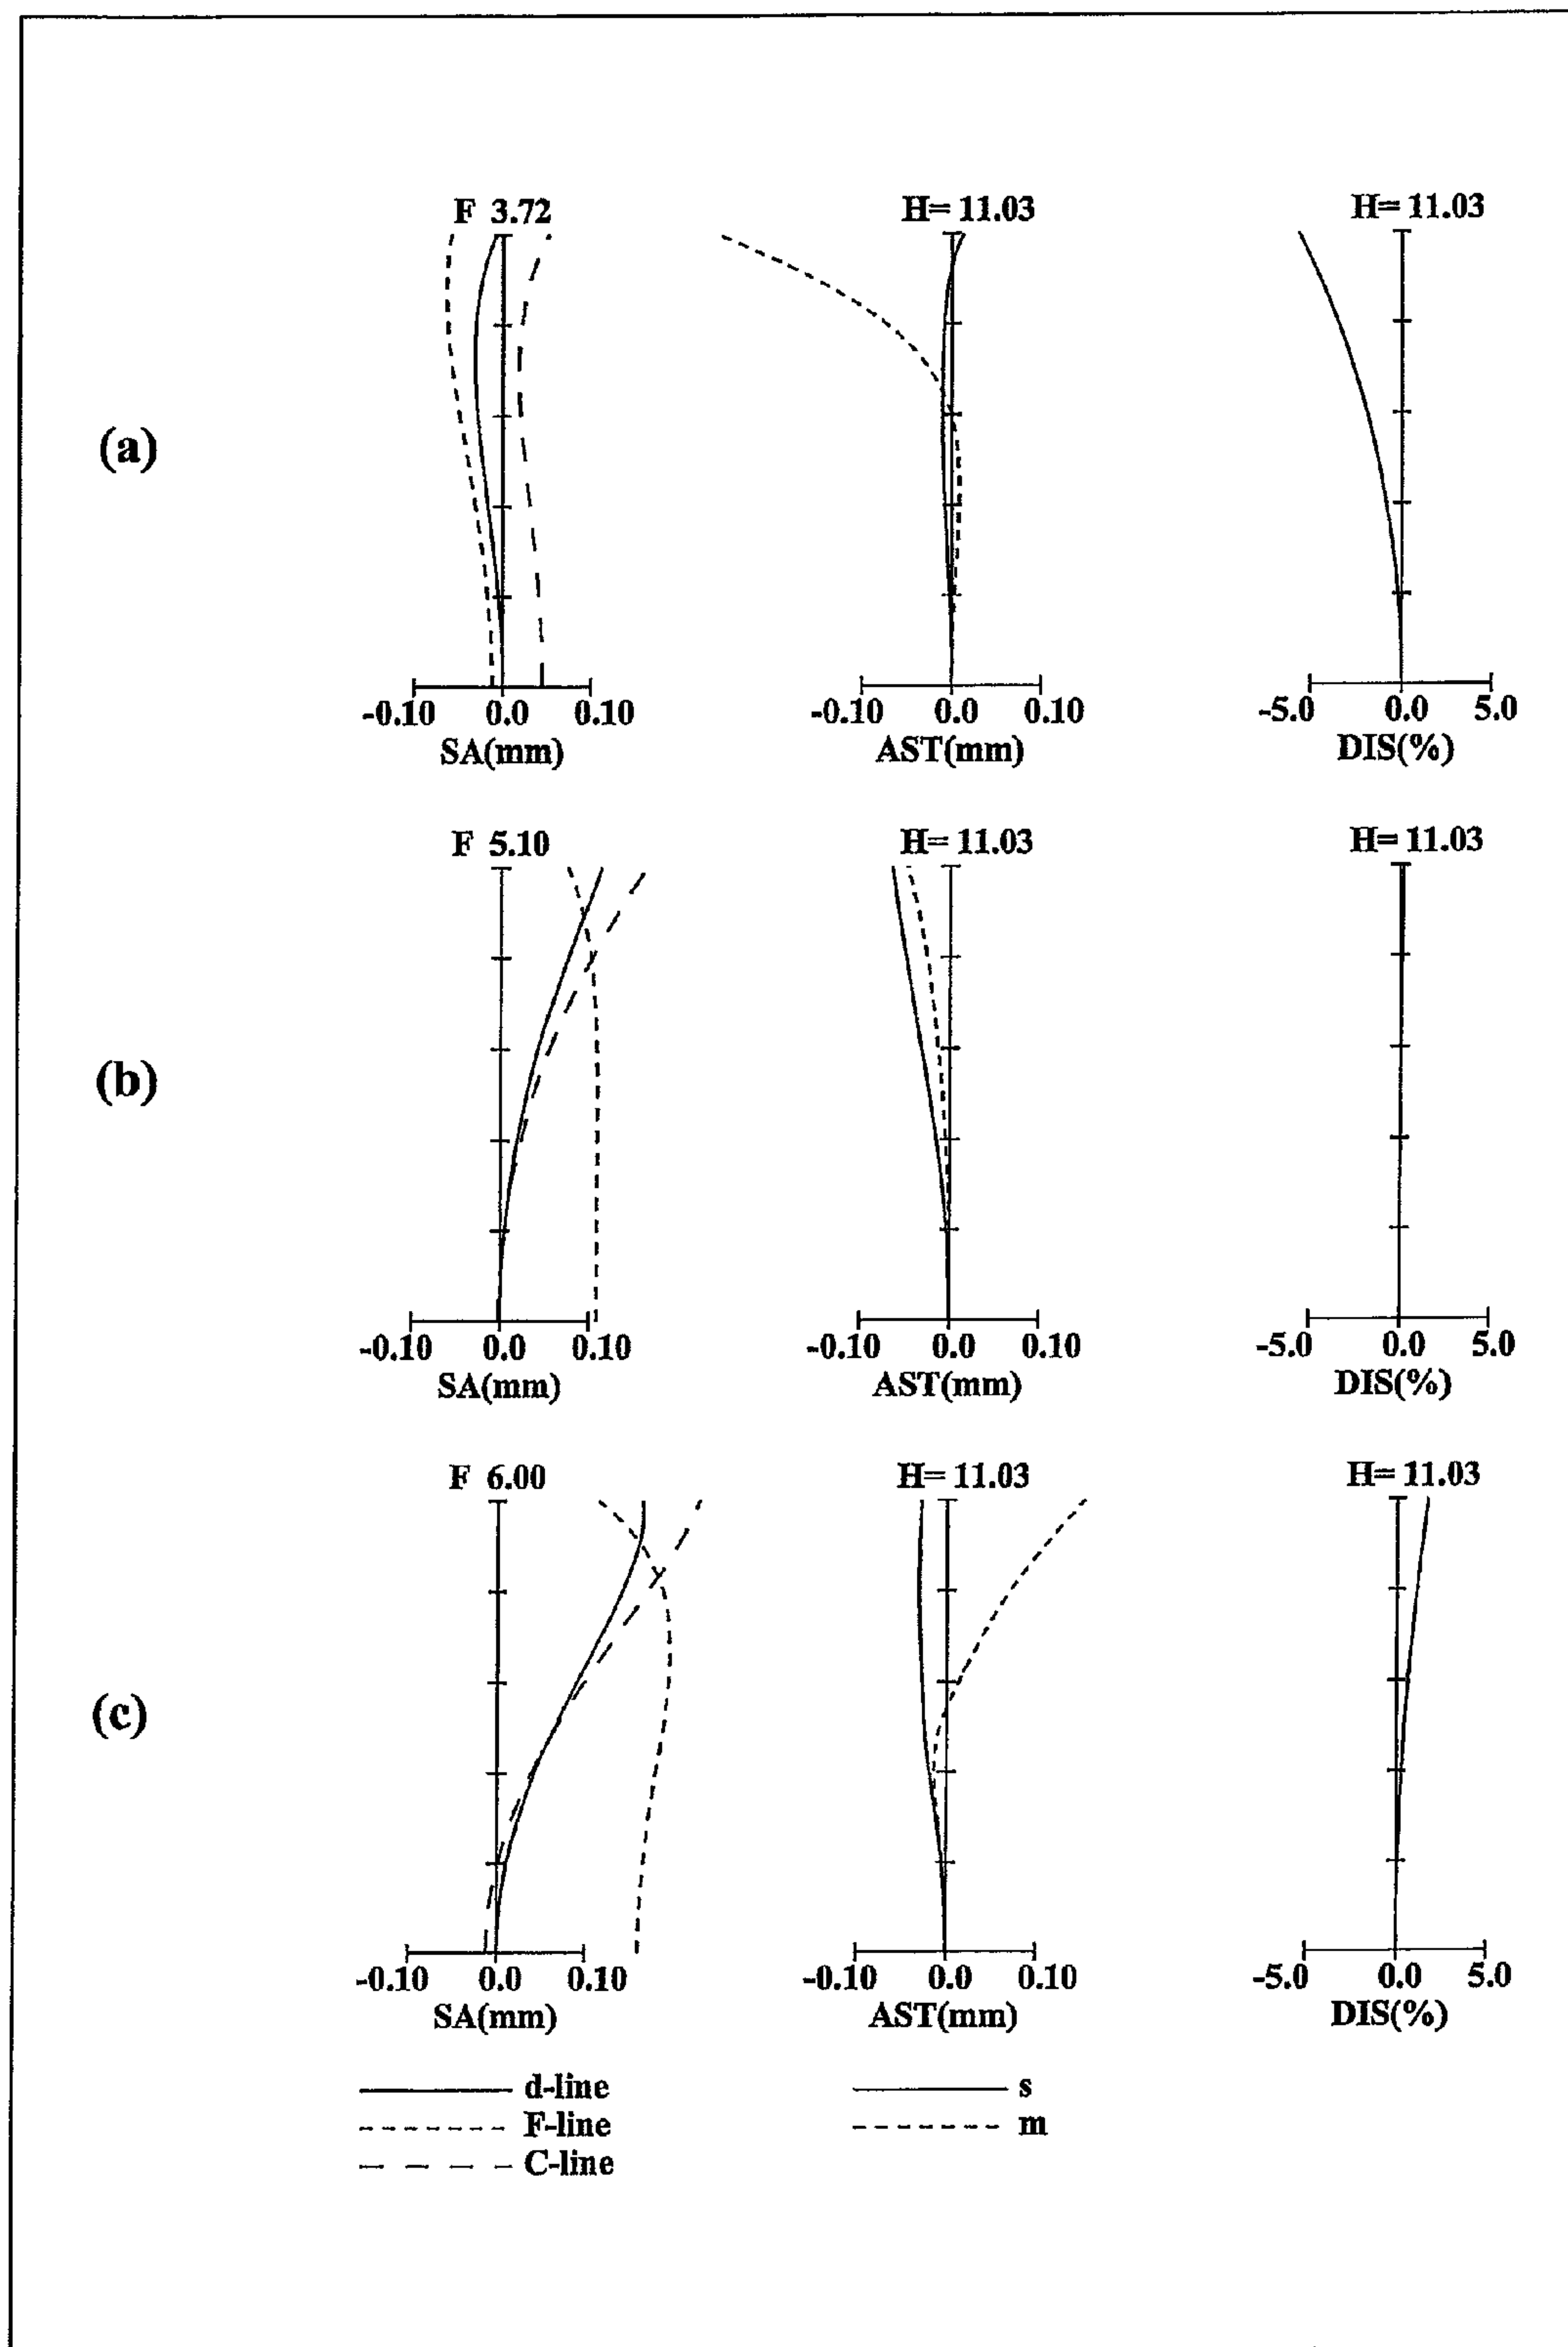 F 3.72 H= 11.03 H= 11.03
(a)
-0.10 0.0 0.10 -0.10 0.0 0.10 -5.0 0.0 5.0
SA(mm) AST(mm) DIS(%)
F 5.10 H= 11.03 H= 11.03
(b)
-0.10 0.0 0.10 -0.10 0.0 0.10 -5.0 0.0 5.0
SA(mm) AST(mm) DIS(%)
F 6.00 H= 11.03 H= 11.03
(c)
-0.10 0.0 0.10 -0.10 0.0 0.10 -5.0 0.0 5.0
SA(mm) AST(mm) DIS(%)
d-line s
F-line m
C-line